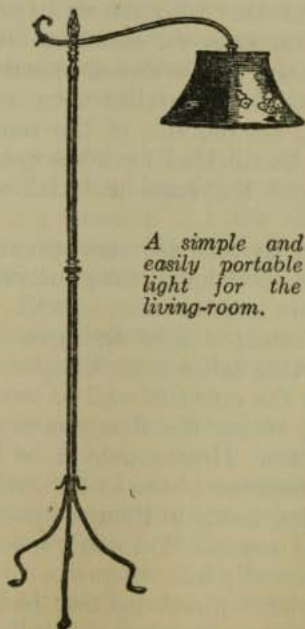 A simple and
easily portable
light for the
living-room.